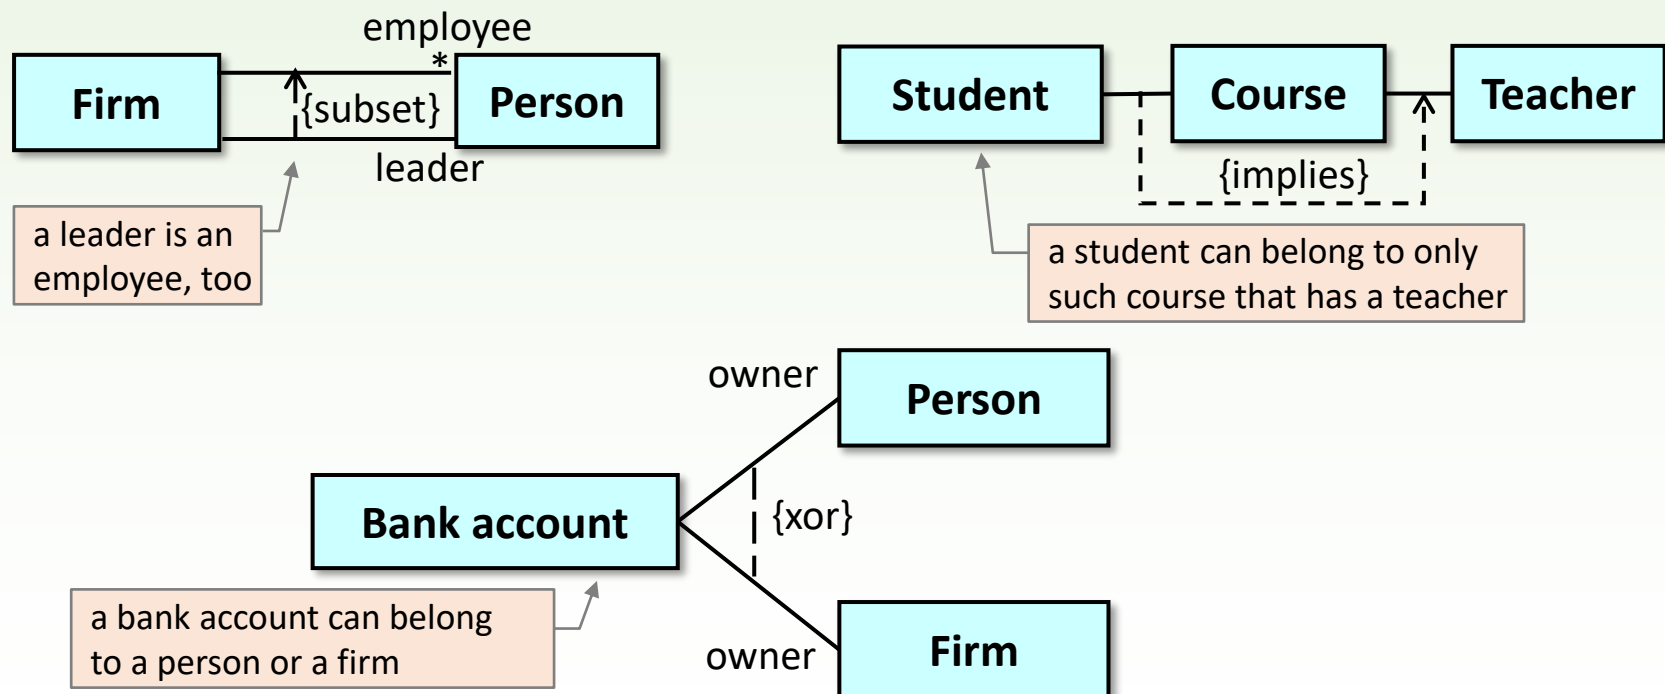 employee
*
Firm
{subset}
Person
leader
a leader is an
employee, too
Student
Course
Teacher
{implies}
a student can belong to only
such course that has a teacher
owner
Person
Bank account
{xor}
a bank account can belong
to a person or a firm
owner
Firm